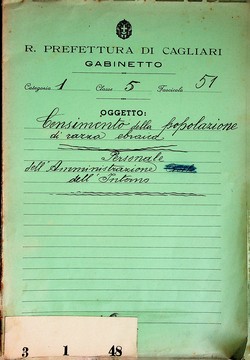 R. PREFETTURA DI CAGLIARI
GABINETTO
Categoria 1 Classe 5 Fascicolo 51
OGGETTO:
Censimento della popolazione
di razza ebraica
Personale
dell'Amministrazione
dell'Interno
3 1 48